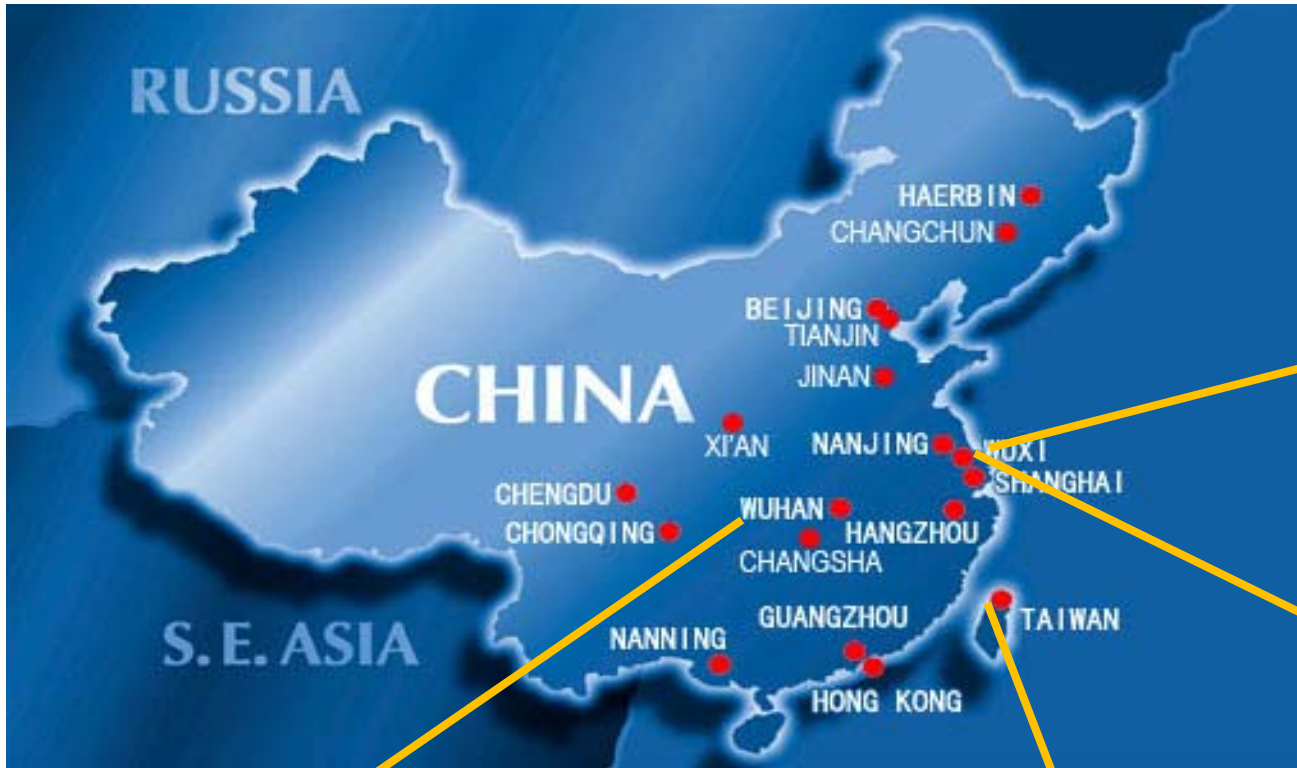 RUSSIA
HAERBIN
CHANGCHUN
BEIJING
TIANJIN
JINAN
CHINA
XI'AN
NANJING
WUXI
SHANGHAI
CHENGDU
WUHAN
CHONGQING
HANGZHOU
CHANGSHA
GUANGZHOU
TAIWAN
NANNING
S.E. ASIA
HONG KONG